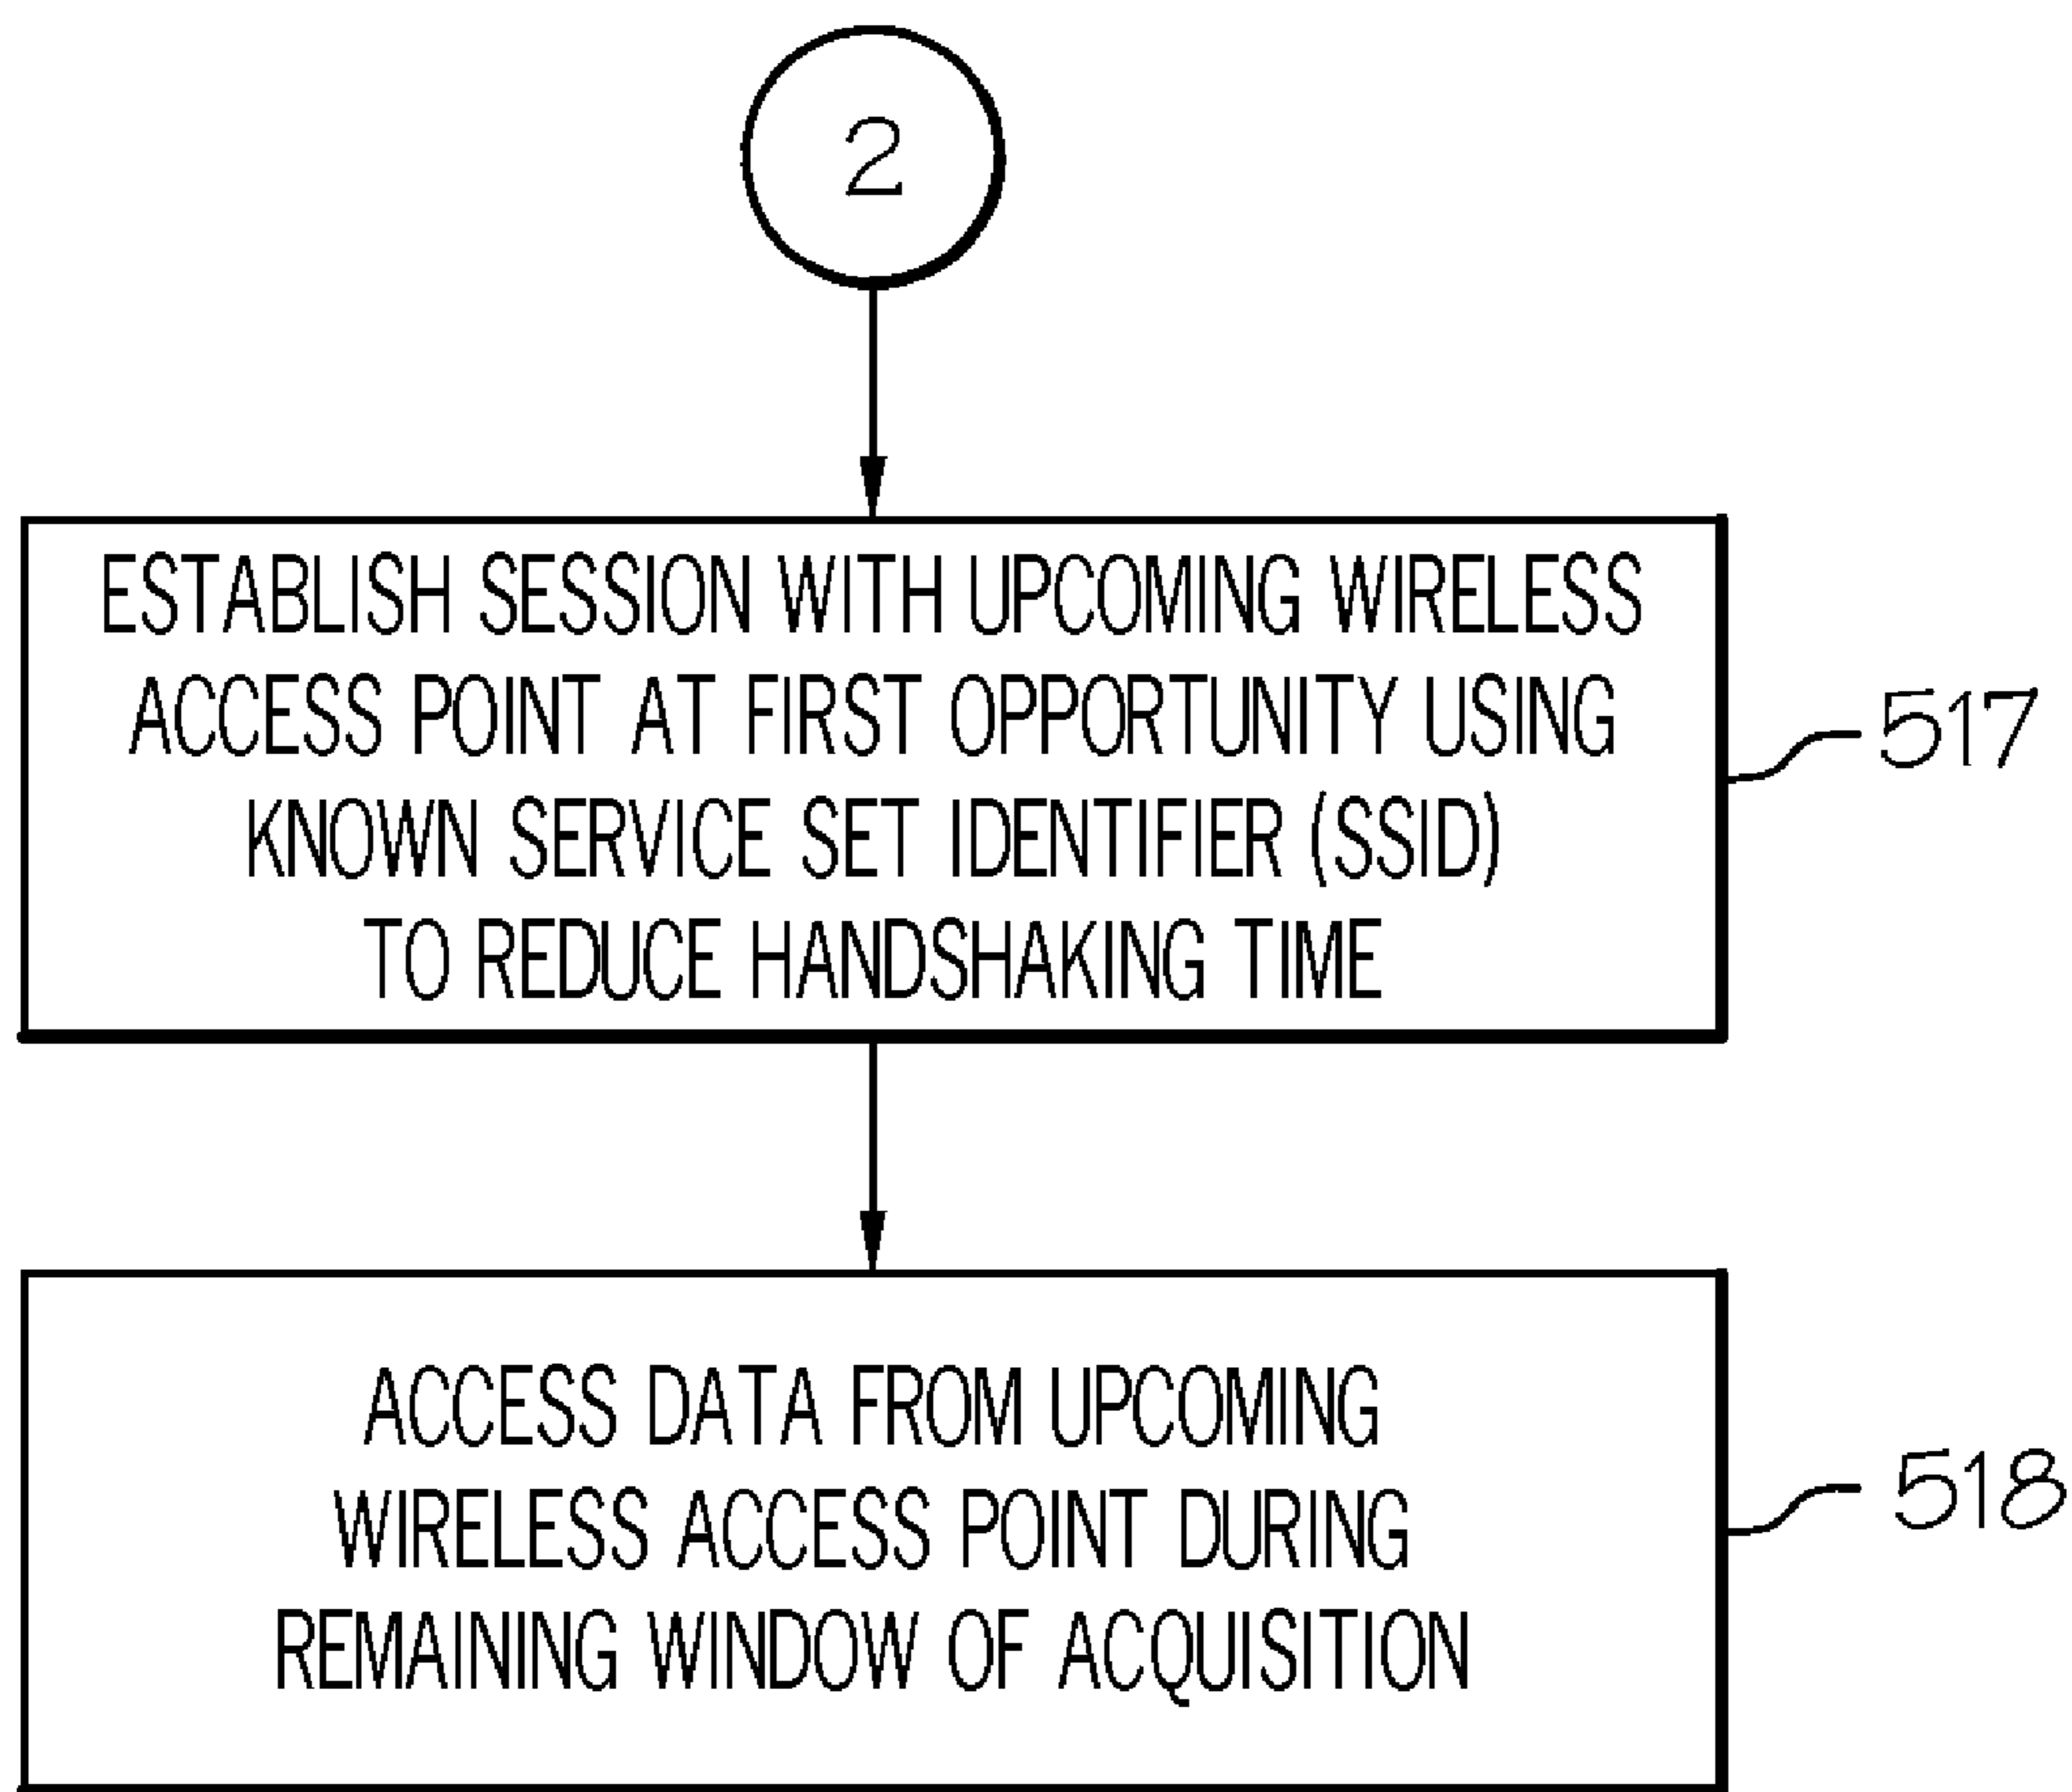 2
ESTABLISH SESSION WITH UPCOMING WIRELESS
ACCESS POINT AT FIRST OPPORTUNITY USING
KNOWN SERVICE SET IDENTIFIER (SSID)
TO REDUCE HANDSHAKING TIME
517
ACCESS DATA FROM UPCOMING
WIRELESS ACCESS POINT DURING
REMAINING WINDOW OF ACQUISITION
518